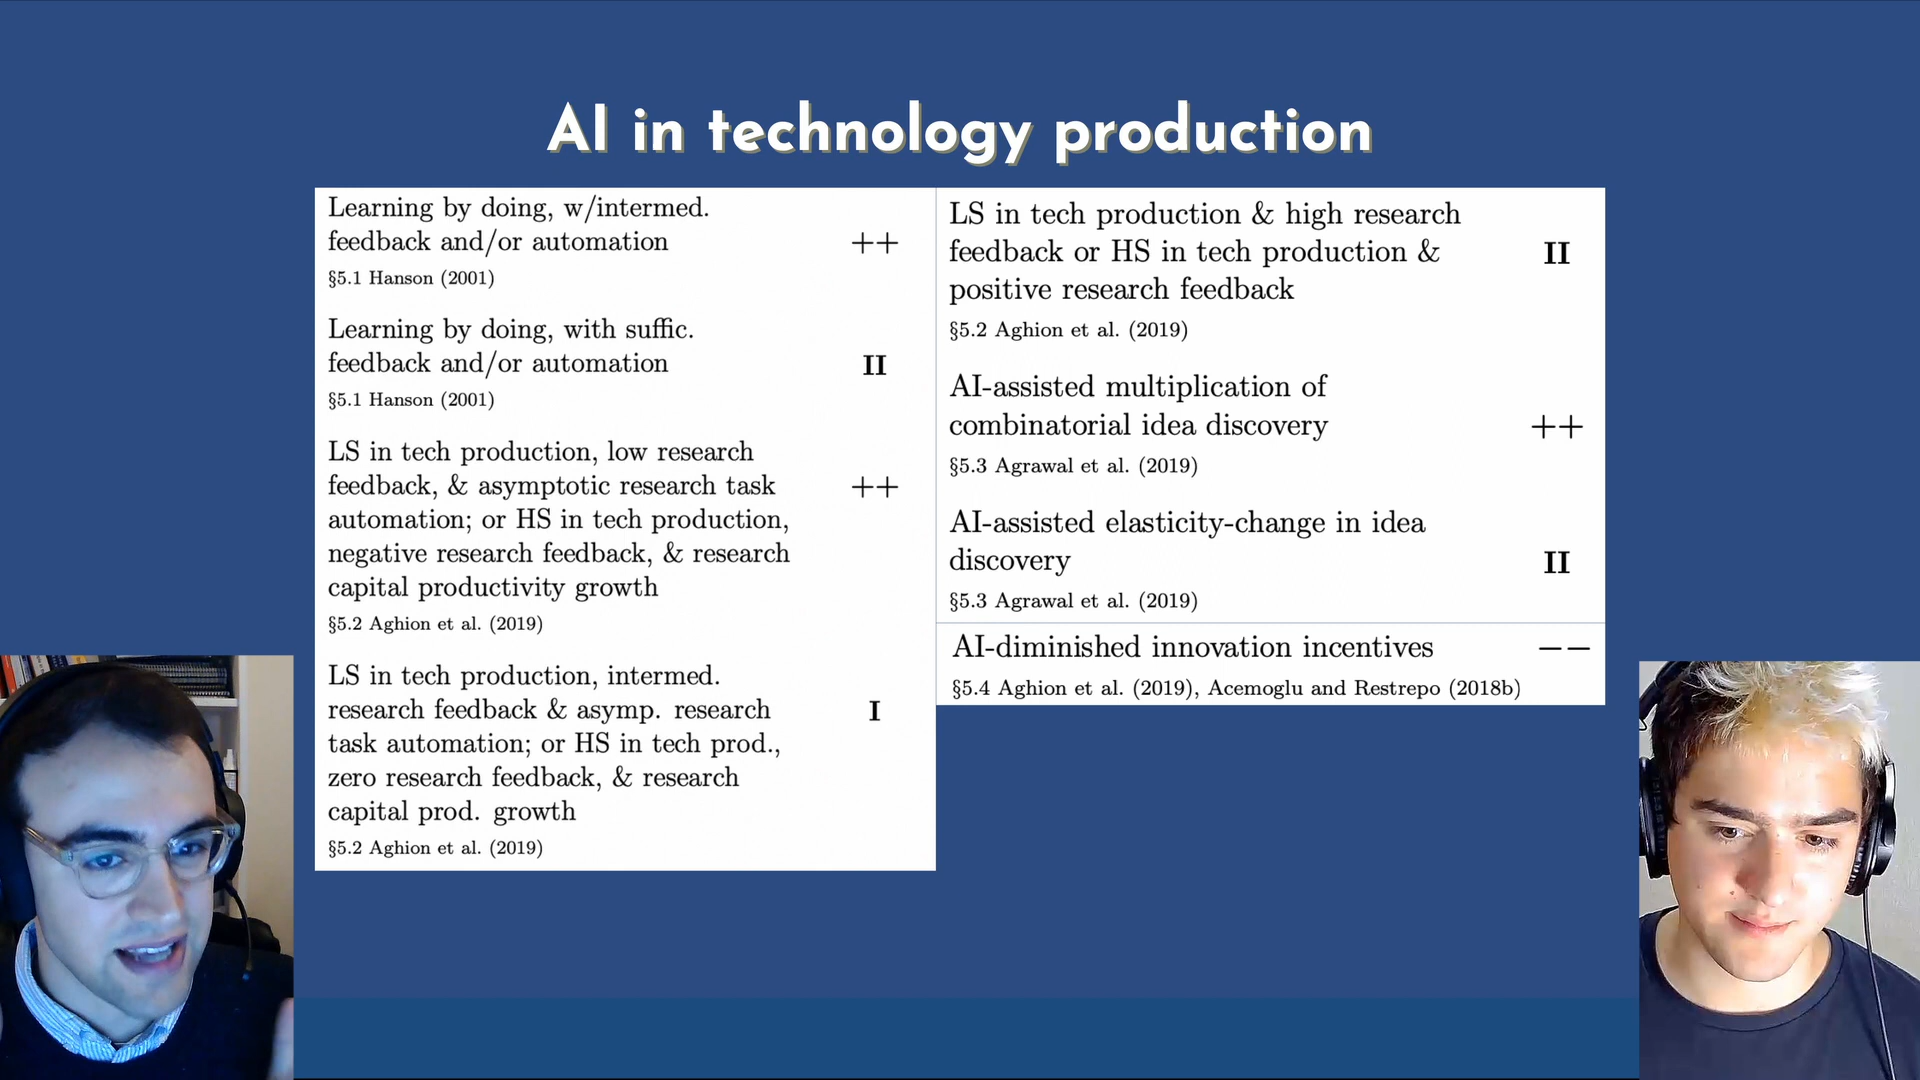 AI in technology production
Learning by doing, w/intermed.
feedback and/or automation
++
§5.1 Hanson (2001)
Learning by doing, with suffic.
feedback and/or automation
II
§5.1 Hanson (2001)
LS in tech production, low research
feedback, & asymptotic research task
++
automation; or HS in tech production,
negative research feedback, & research
capital productivity growth
§5.2 Aghion et al. (2019)
LS in tech production, intermed.
research feedback & asymp. research
I
task automation; or HS in tech prod.,
zero research feedback, & research
capital prod. growth
§5.2 Aghion et al. (2019)
LS in tech production & high research
feedback or HS in tech production &
II
positive research feedback
§5.2 Aghion et al. (2019)
AI-assisted multiplication of
combinatorial idea discovery
++
§5.3 Agrawal et al. (2019)
AI-assisted elasticity-change in idea
discovery
II
§5.3 Agrawal et al. (2019)
AI-diminished innovation incentives
−−
§5.4 Aghion et al. (2019), Acemoglu and Restrepo (2018b)